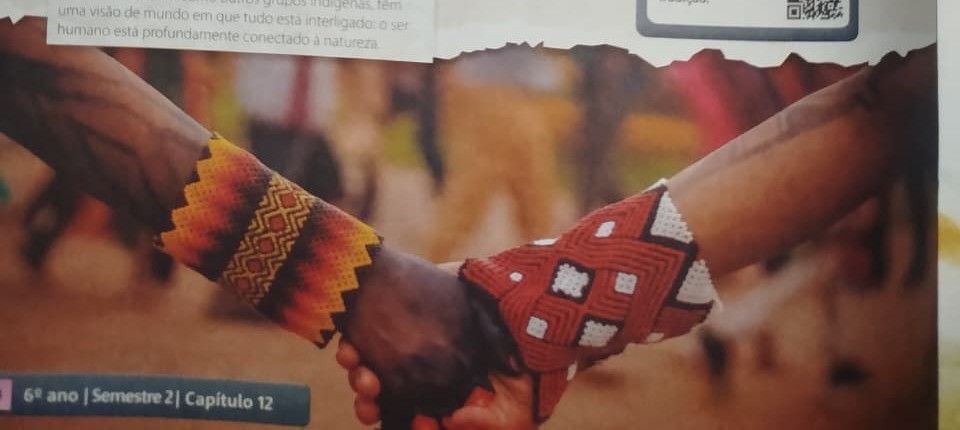 outros grupos indígenas, têm
uma visão de mundo em que tudo está interligado: o ser
humano está profundamente conectado à natureza.
6º ano | Semestre 2 | Capítulo 12